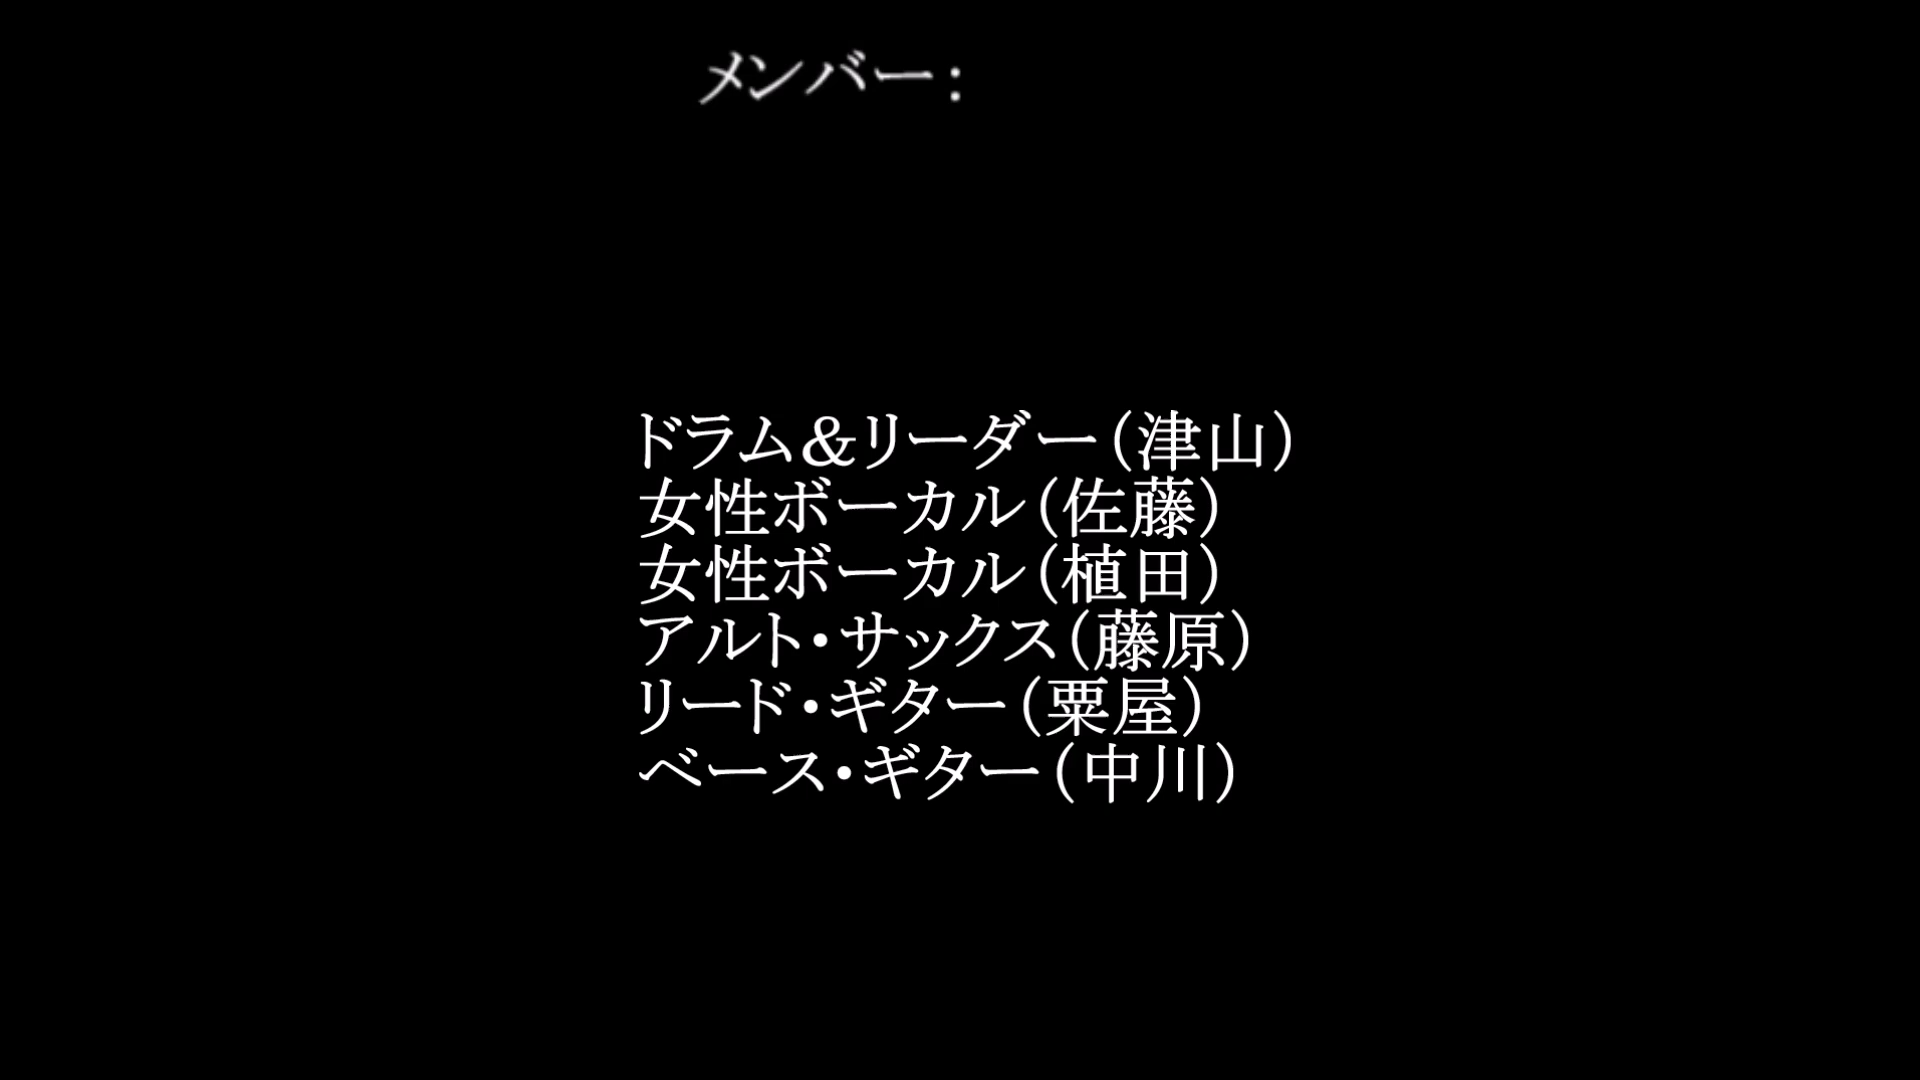 メンバー：
ドラム＆リーダー（津山）
女性ボーカル（佐藤）
女性ボーカル（植田）
アルト・サックス（藤原）
リード・ギター（粟屋）
ベース・ギター（中川）